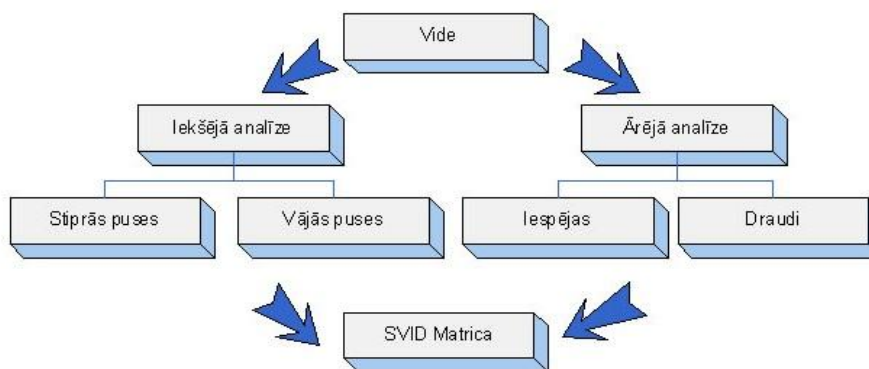 Vide
Iekšējā analīze
Ārējā analīze
Stiprās puses
Vājās puses
Iespējas
Draudi
SVID Matrica